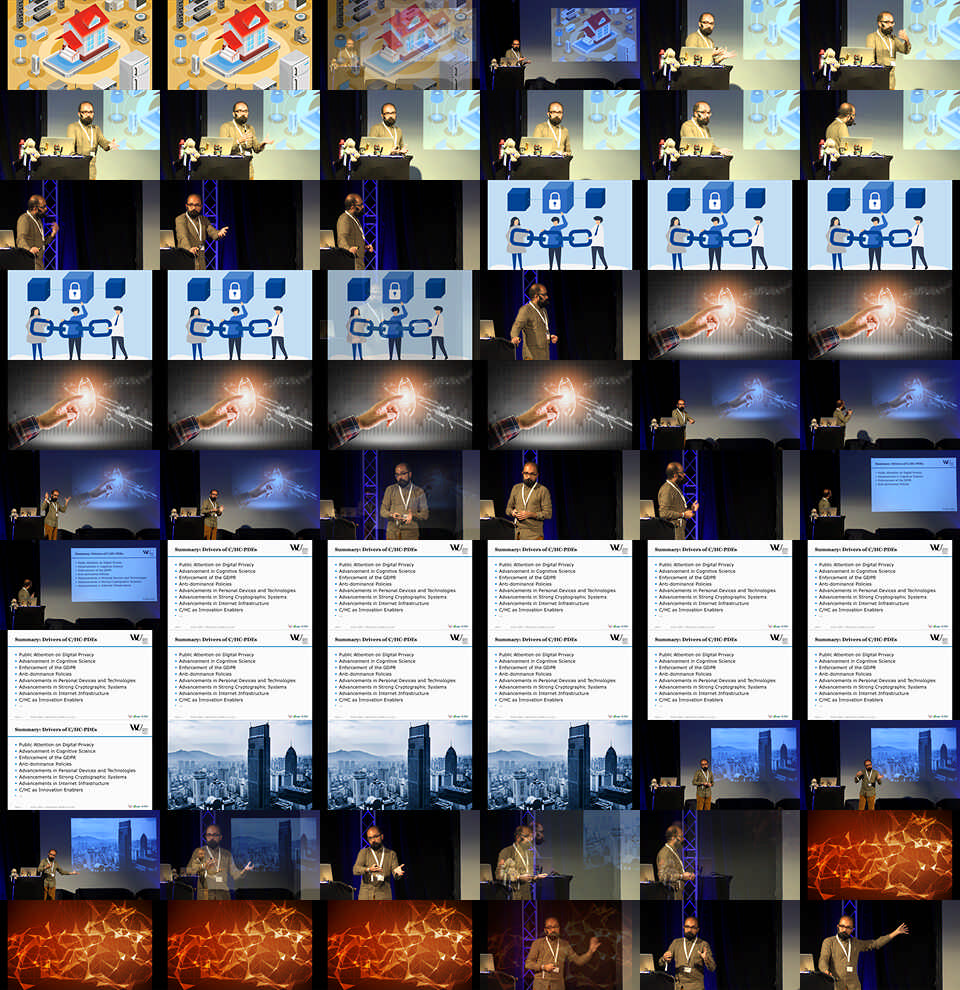 Summary: Drivers of C/HC-PDEs
Public Attention on Digital Privacy
Advancement in Cognitive Science
Enforcement of the GDPR
Anti-dominance Policies
Advancements in Personal Devices and Technologies
Advancements in Strong Cryptographic Systems
Advancements in Internet Infrastructure
C/HC as Innovation Enablers
...